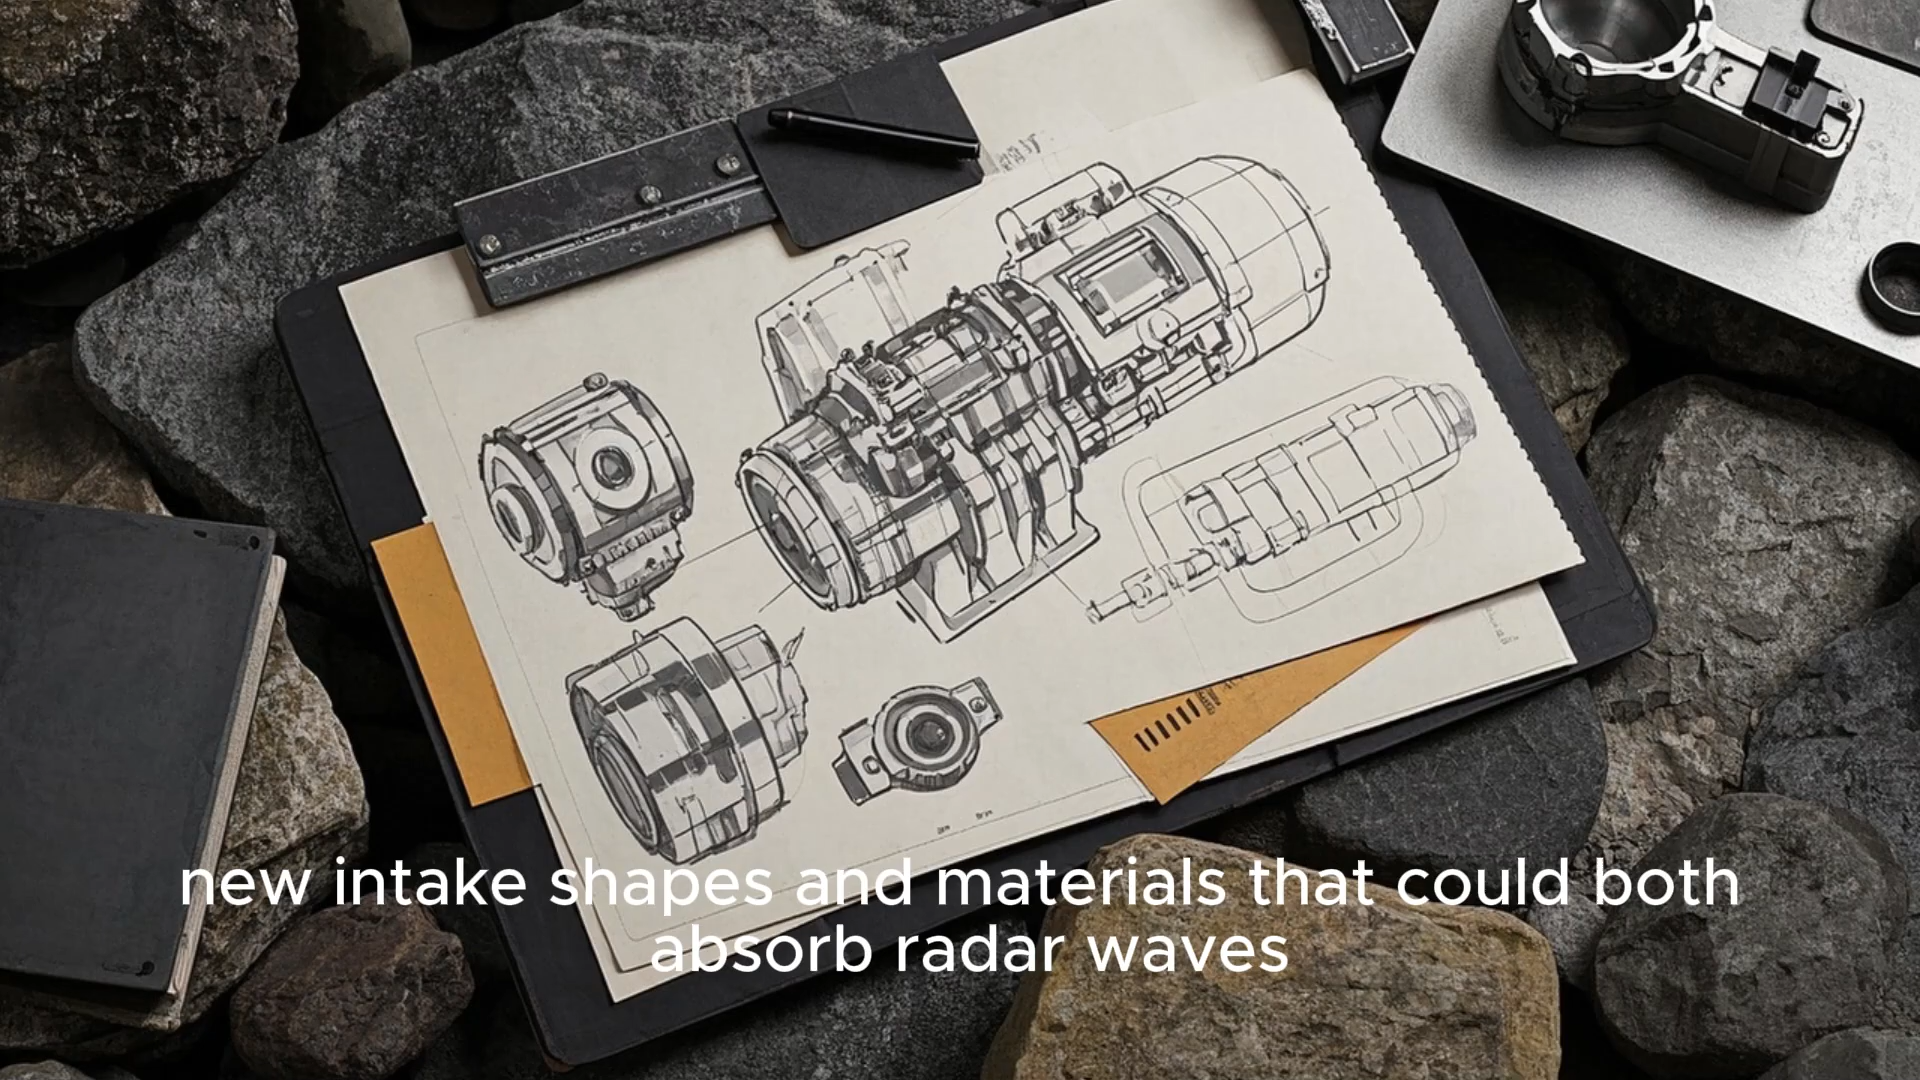 new intake shapes and materials that could both
absorb radar waves